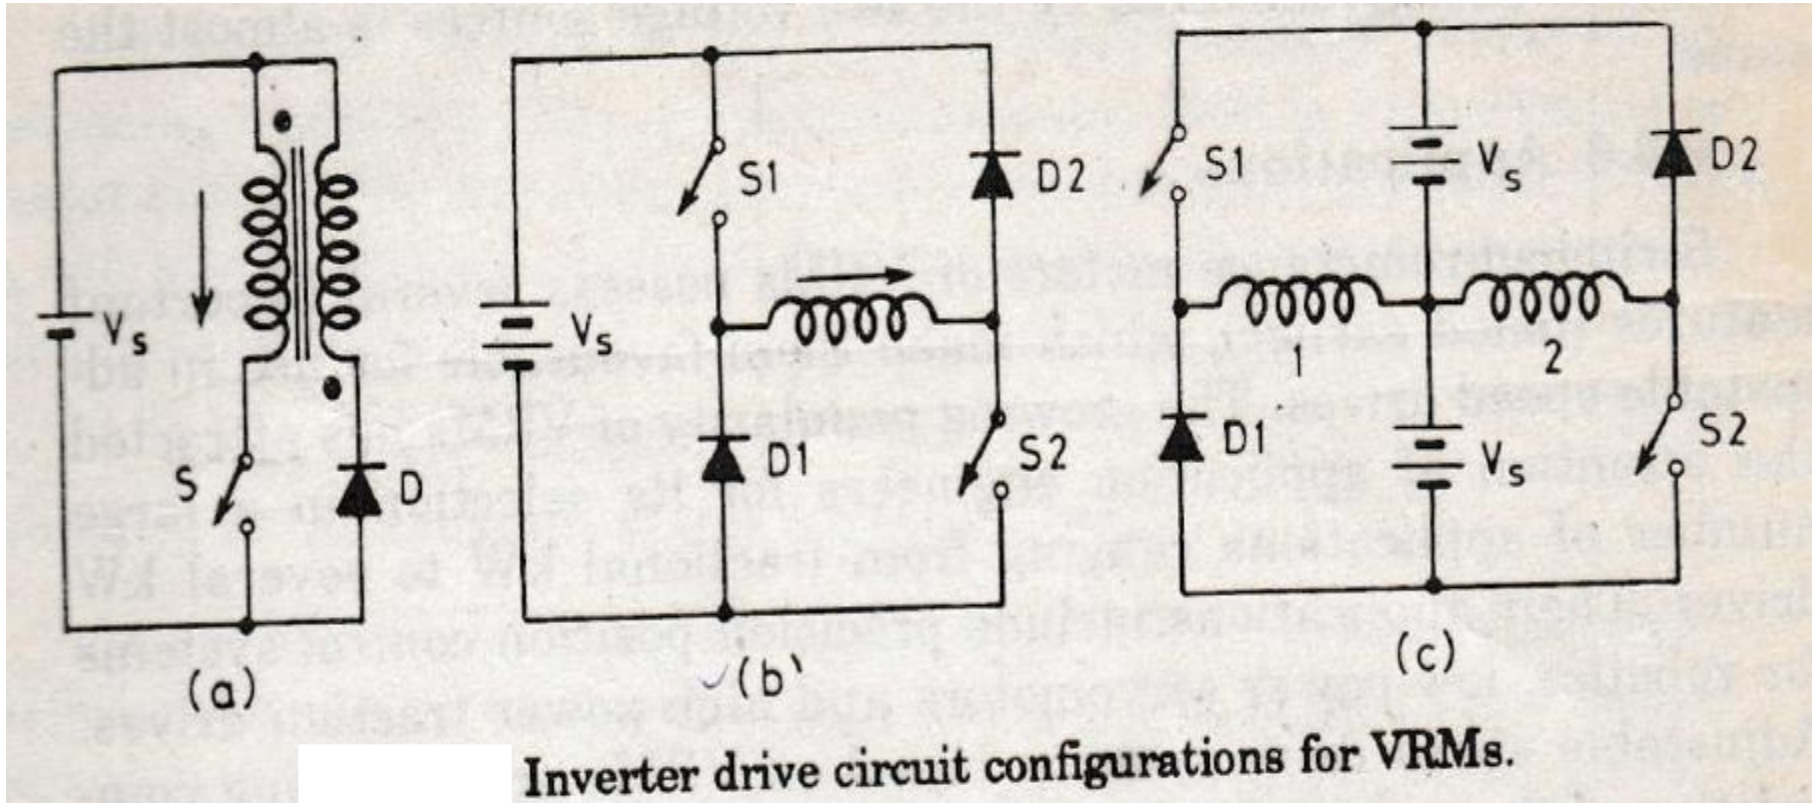 S1
Vs
D2
S1
D2
Vs
S2
Vs
1
2
S
D
D1
S2
D1
Vs
(a)
(b'
(c)
Inverter drive circuit configurations for VRMs.